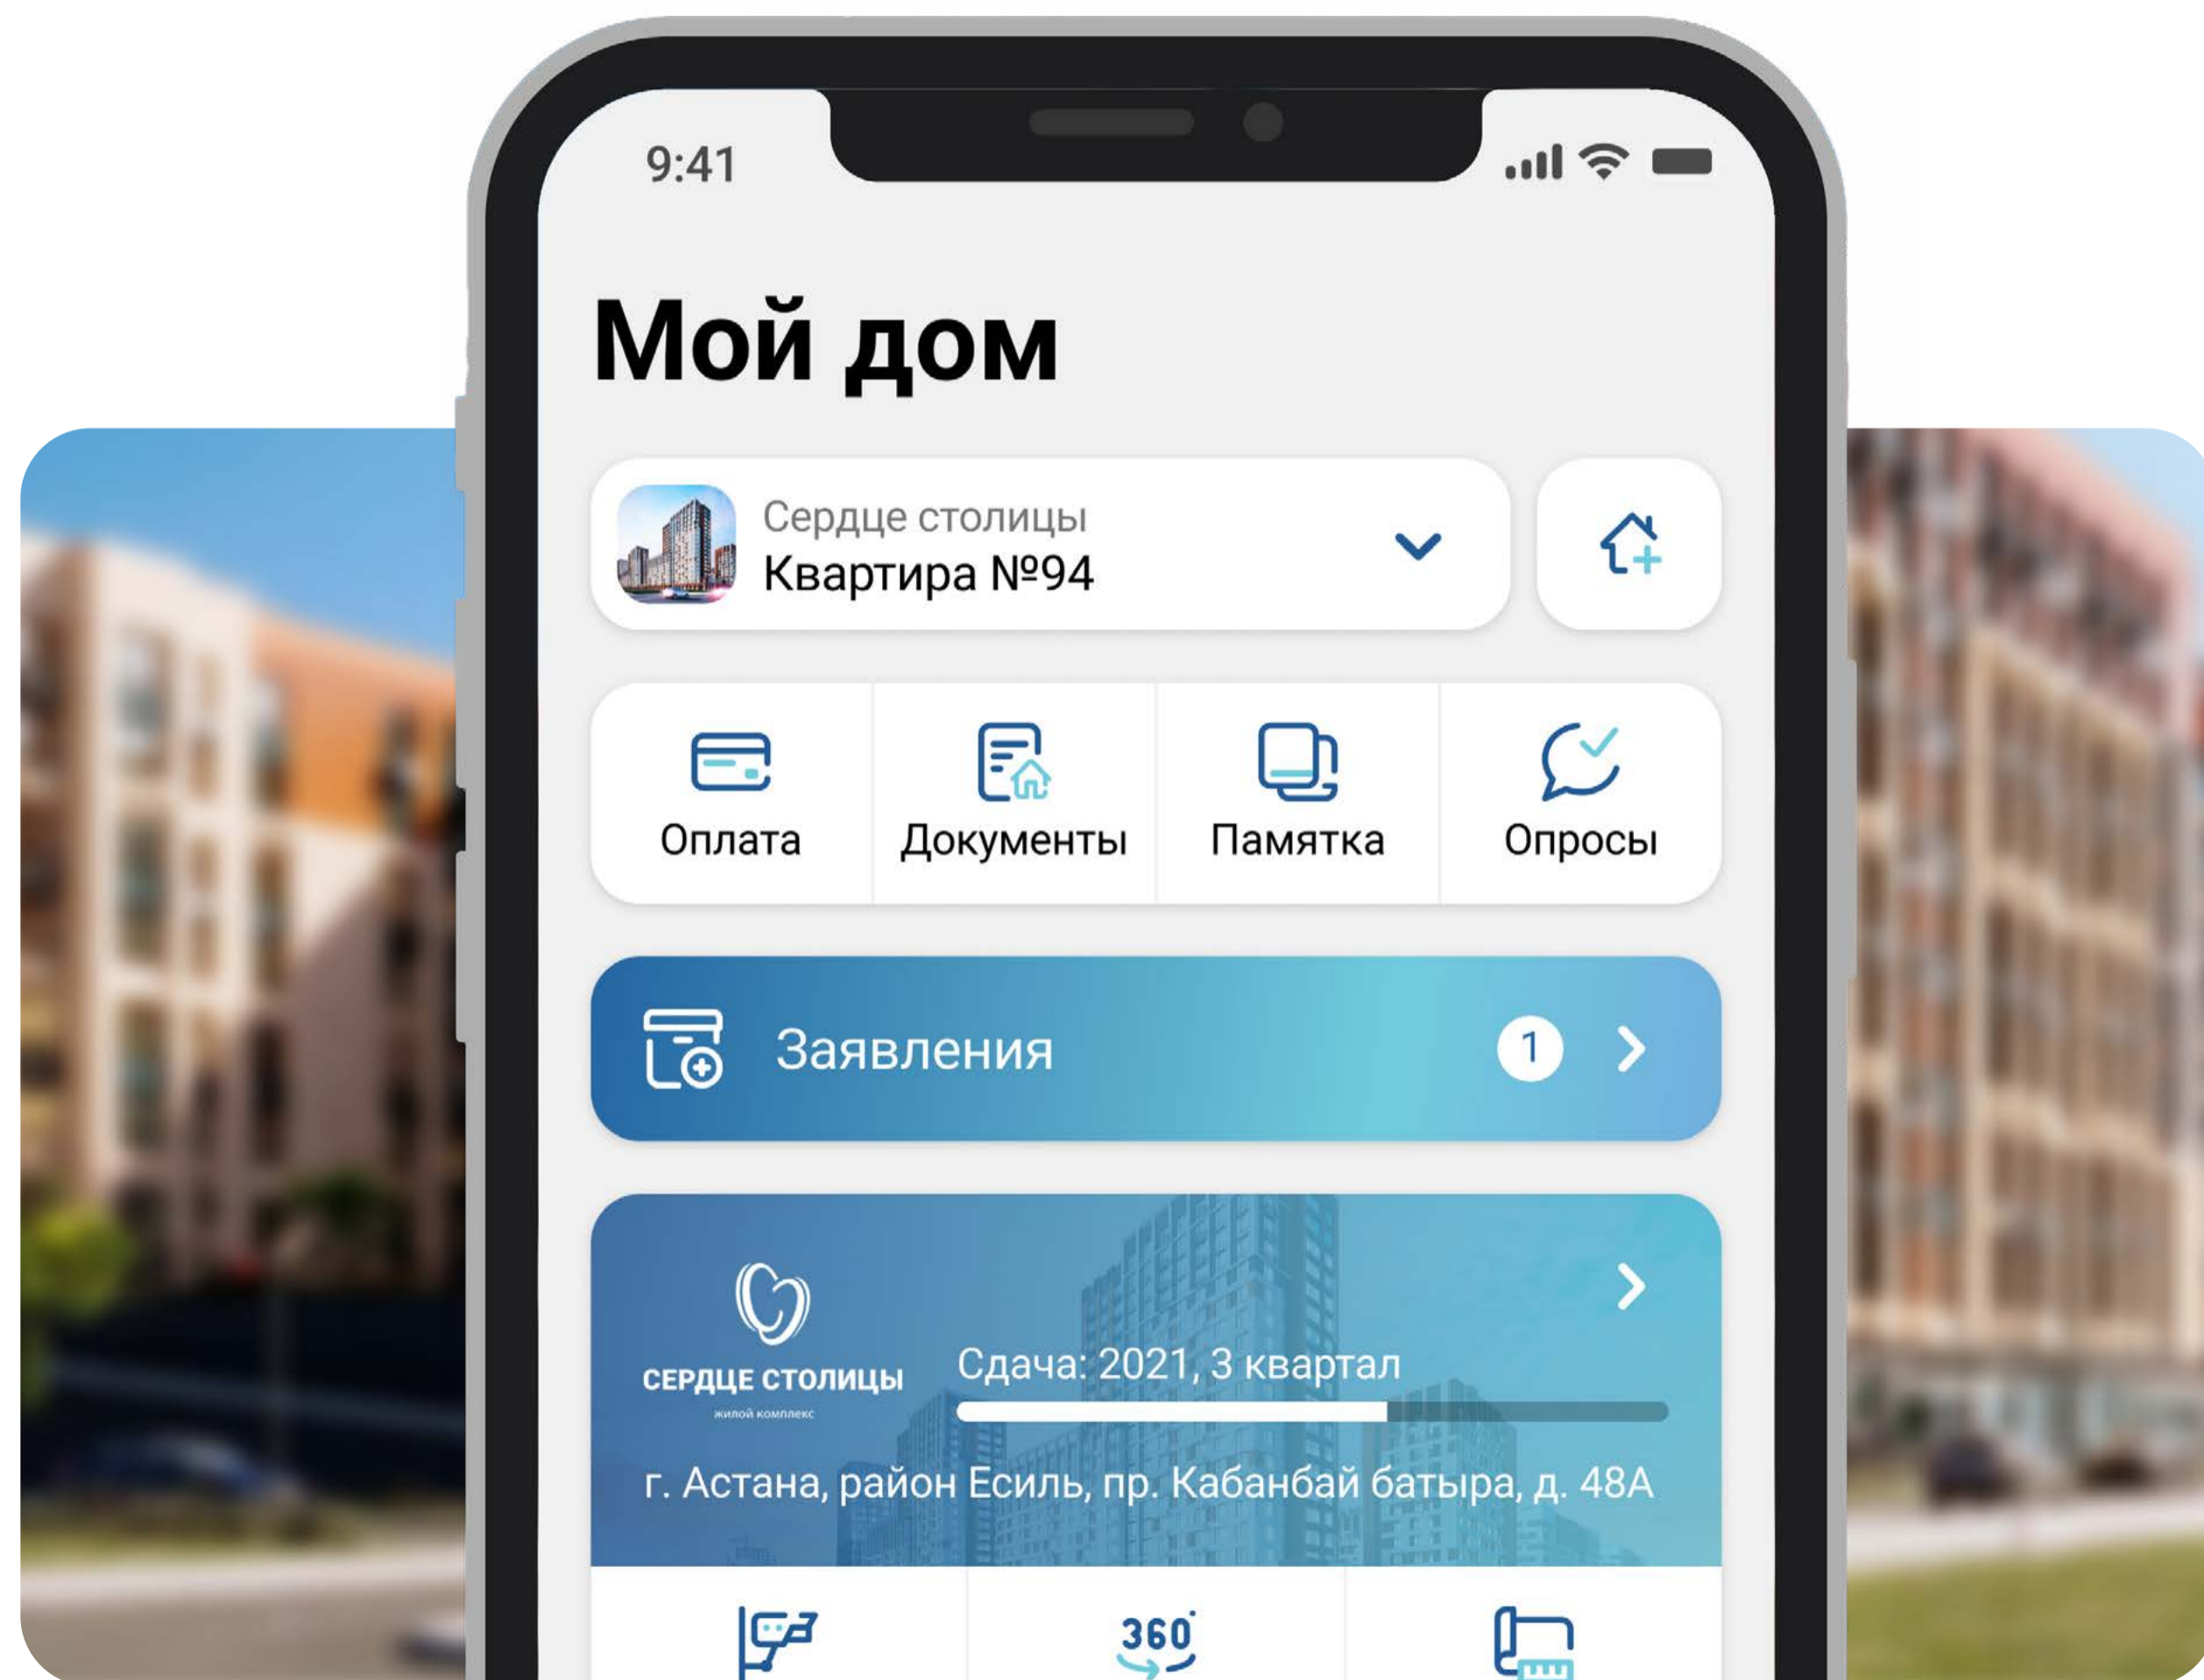 9:41
Мой дом
Сердце столицы
Квартира №94
Оплата
Документы
Памятка
Опросы
Заявления
1
СЕРДЦЕ СТОЛИЦЫ
жилой комплекс
Сдача: 2021, 3 квартал
г. Астана, район Есиль, пр. Кабанбай батыра, д. 48А
360°